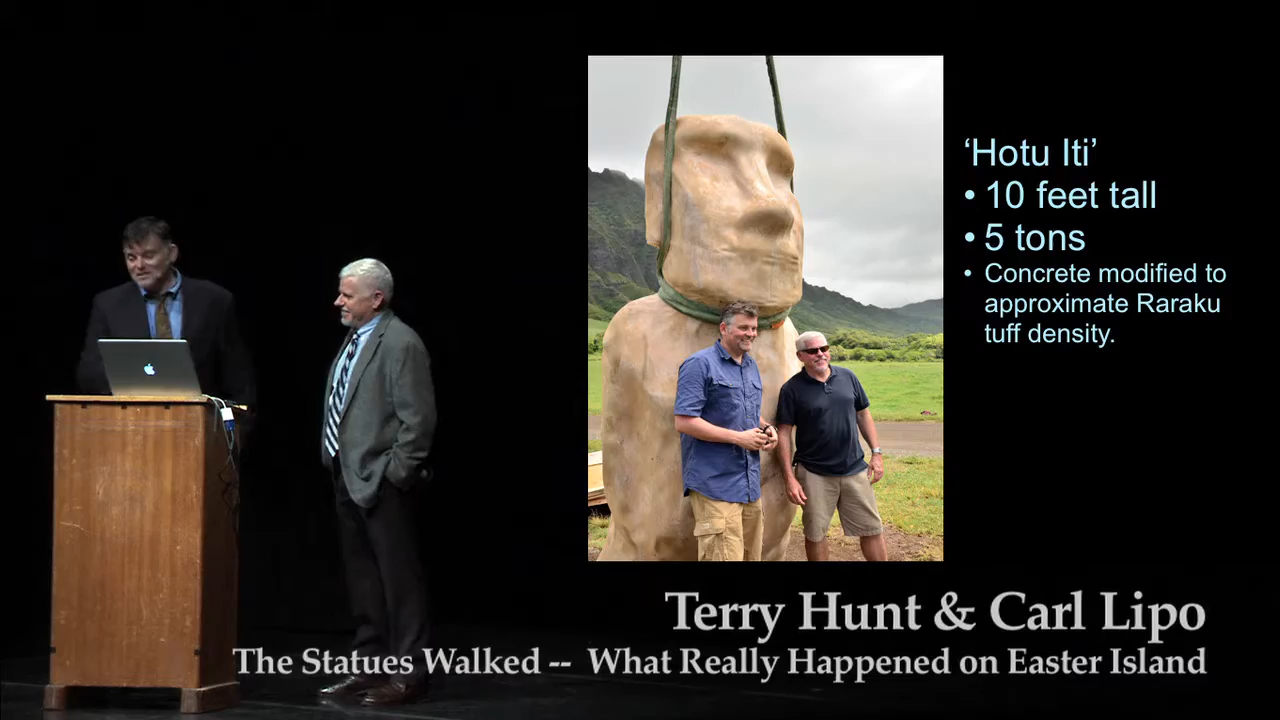 ‘Hotu Iti’
• 10 feet tall
• 5 tons
• Concrete modified to
approximate Raraku
tuff density.
Terry Hunt & Carl Lipo
The Statues Walked -- What Really Happened on Easter Island